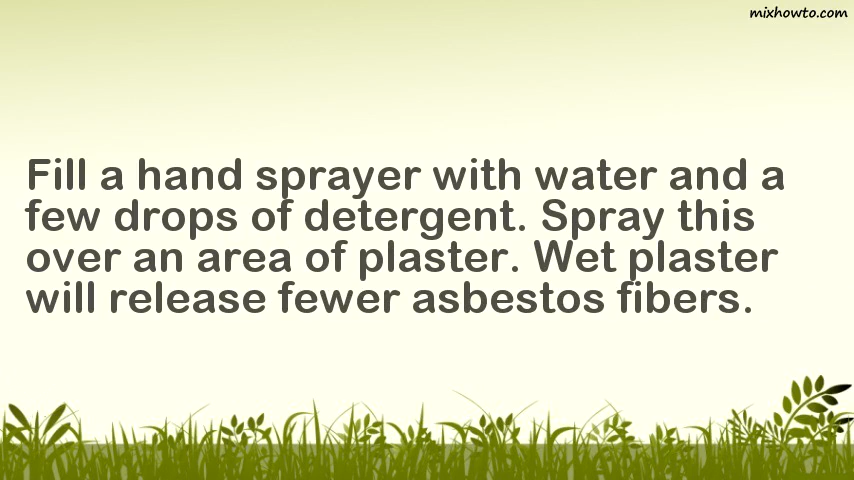 mixhowto.com
Fill a hand sprayer with water and a
few drops of detergent. Spray this
over an area of plaster. Wet plaster
will release fewer asbestos fibers.